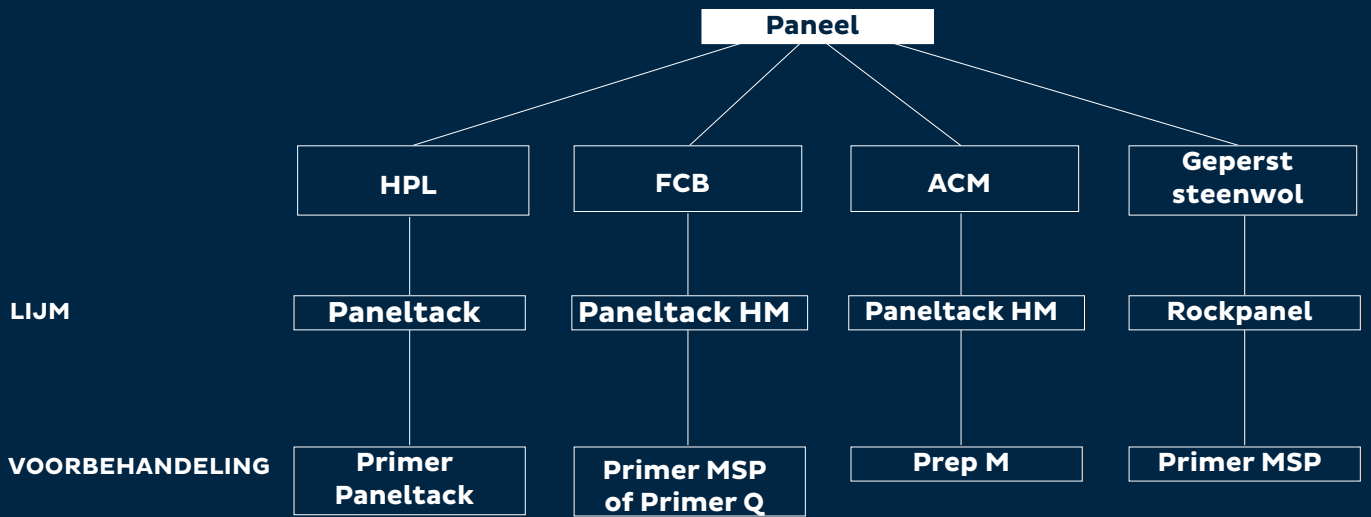 Paneel
HPL
FCB
ACM
Geperst
steenwol
LIJM
Paneltack
Paneltack HM
Paneltack HM
Rockpanel
VOORBEHANDELING
Primer
Paneltack
Primer MSP
of Primer Q
Prep M
Primer MSP